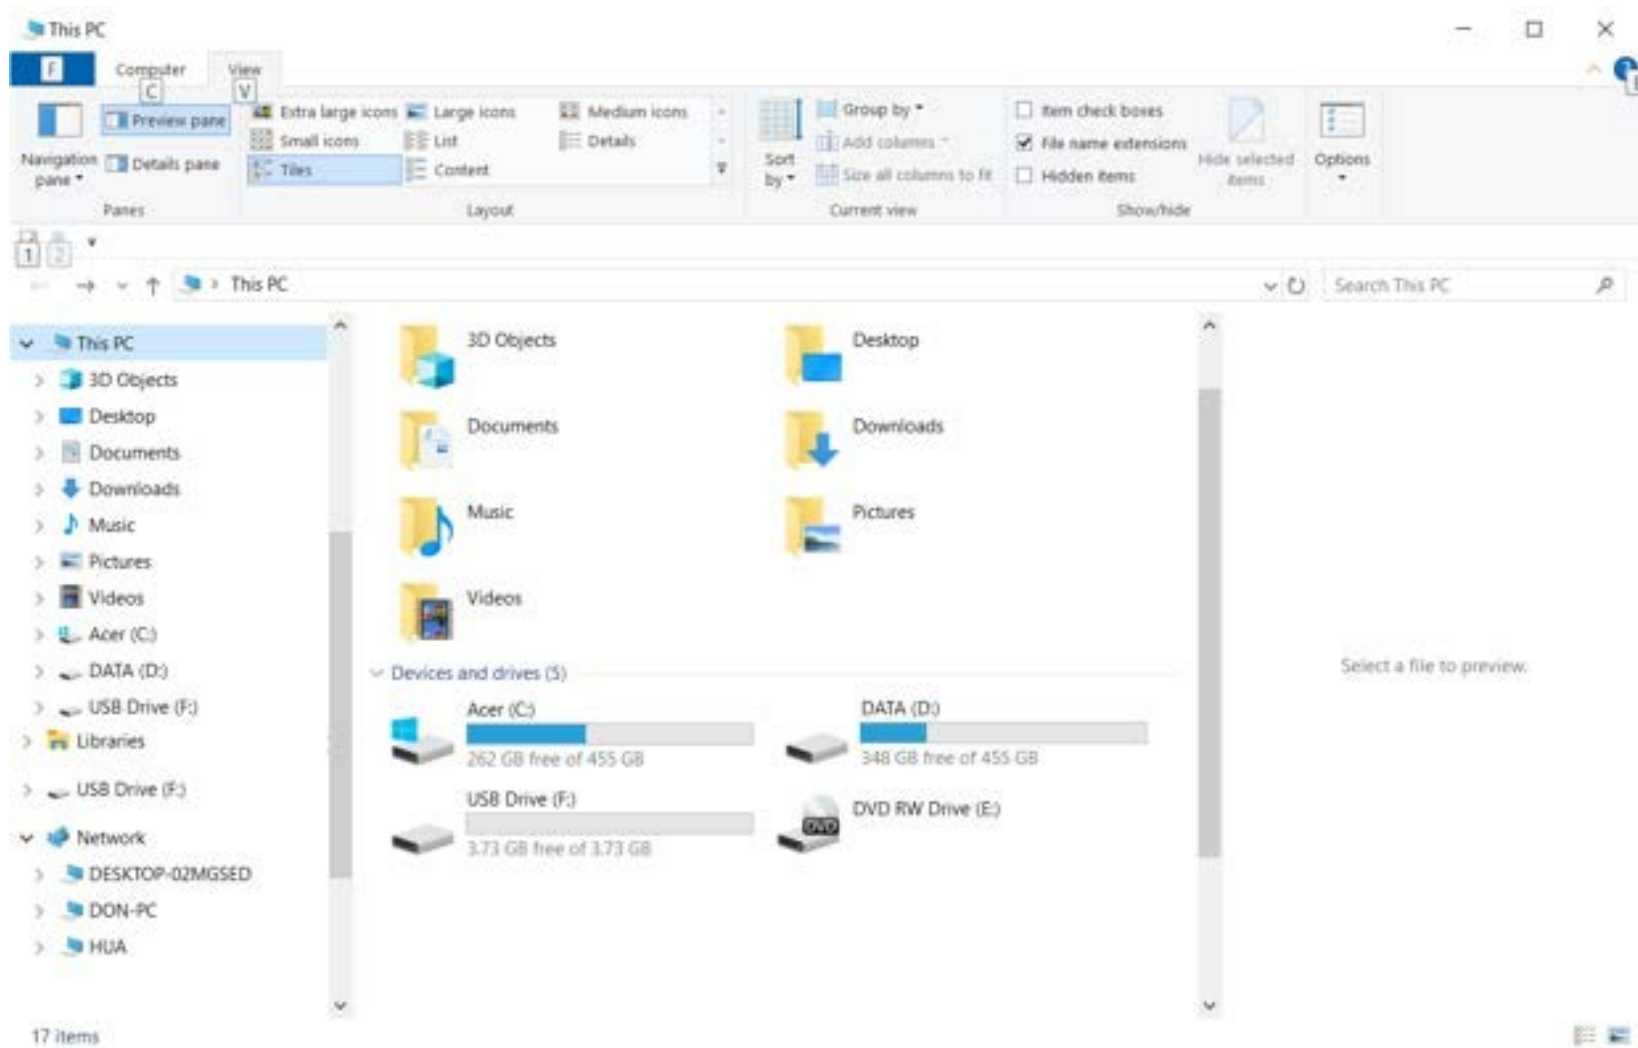 This PC
F
Computer
View
C
V
Navigation pane
Preview pane
Details pane
Panes
Extra large icons
Large icons
Medium icons
Small icons
List
Details
Tiles
Content
Layout
Sort by
Group by
Add columns
Size all columns to fit
Current view
Item check boxes
File name extensions
Hidden items
Hide selected items
Show/hide
Options
1
2
This PC
Search This PC
This PC
3D Objects
Desktop
Documents
Downloads
Music
Pictures
Videos
Acer (C:)
DATA (D:)
USB Drive (F:)
Libraries
USB Drive (F:)
Network
DESKTOP-02MGSED
DON-PC
HUA
3D Objects
Desktop
Documents
Downloads
Music
Pictures
Videos
Devices and drives (5)
Acer (C:)
262 GB free of 455 GB
DATA (D:)
348 GB free of 455 GB
USB Drive (F:)
3.73 GB free of 3.73 GB
DVD
DVD RW Drive (E:)
Select a file to preview.
17 items